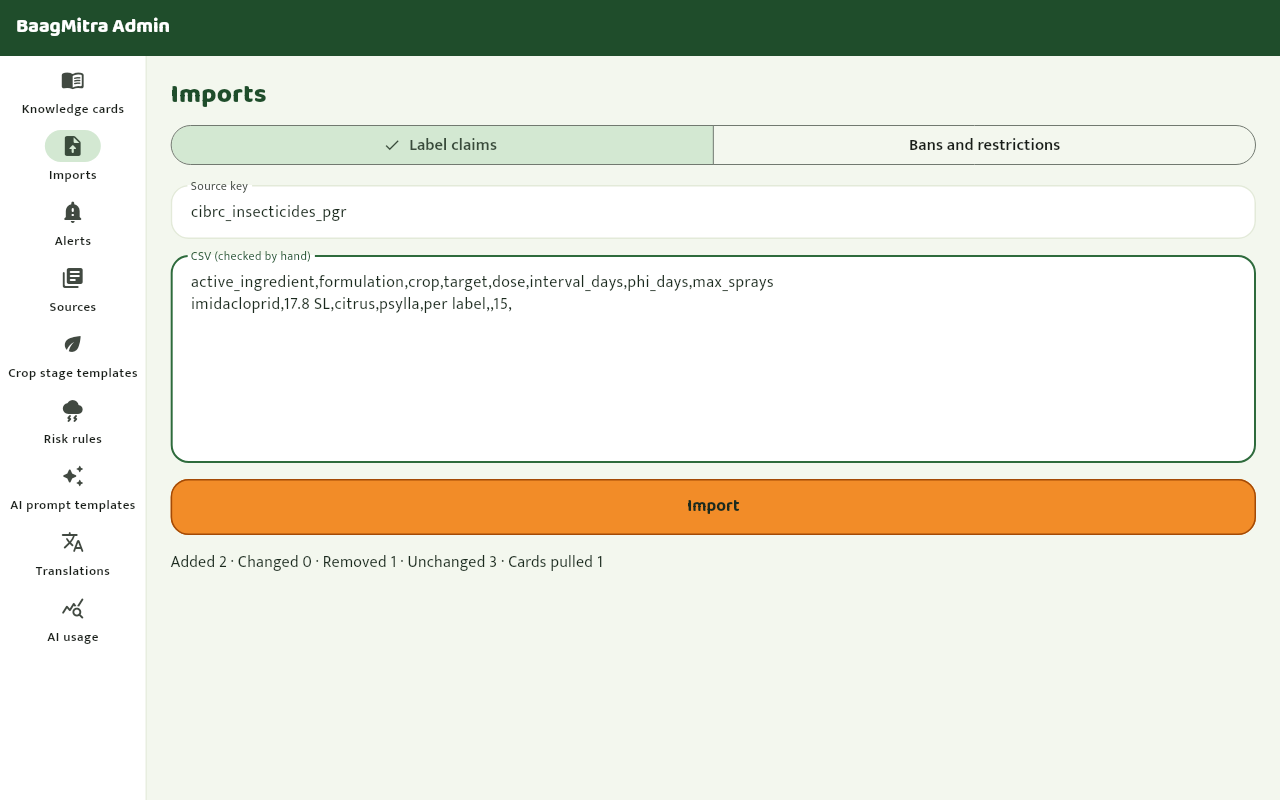 BaagMitra Admin
Knowledge cards
Imports
Alerts
Sources
Crop stage templates
Risk rules
AI prompt templates
Translations
AI usage
Imports
Label claims
Bans and restrictions
Source key
cibrc_insecticides_pgr
CSV (checked by hand)
active_ingredient,formulation,crop,target,dose,interval_days,phi_days,max_sprays
imidacloprid,17.8 SL,citrus,psylla,per label,,15,
Import
Added 2 · Changed 0 · Removed 1 · Unchanged 3 · Cards pulled 1